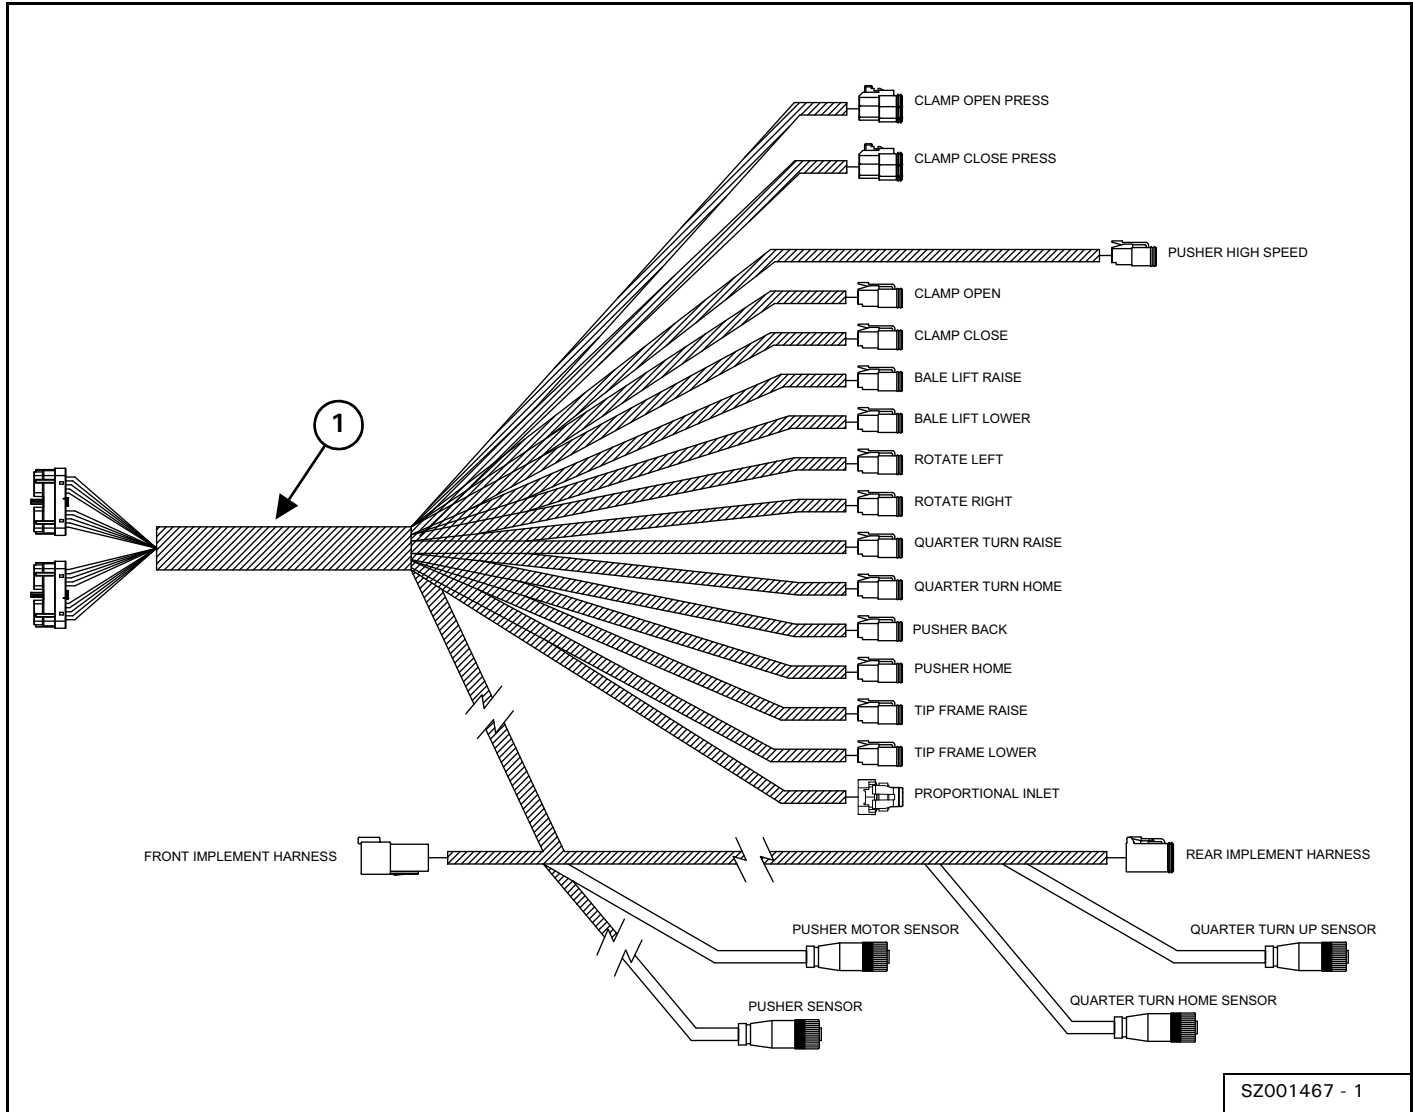 CLAMP OPEN PRESS
CLAMP CLOSE PRESS
PUSHER HIGH SPEED
CLAMP OPEN
CLAMP CLOSE
BALE LIFT RAISE
1
BALE LIFT LOWER
ROTATE LEFT
ROTATE RIGHT
QUARTER TURN RAISE
QUARTER TURN HOME
PUSHER BACK
PUSHER HOME
TIP FRAME RAISE
TIP FRAME LOWER
PROPORTIONAL INLET
FRONT IMPLEMENT HARNESS
REAR IMPLEMENT HARNESS
PUSHER MOTOR SENSOR
QUARTER TURN UP SENSOR
PUSHER SENSOR
QUARTER TURN HOME SENSOR
SZ001467 - 1